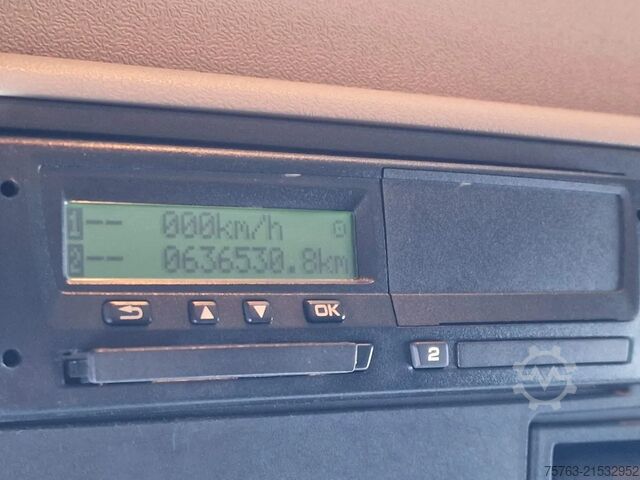 1 -- 000km/h
2 -- 0636530.8km
OK
2
75763-21532952